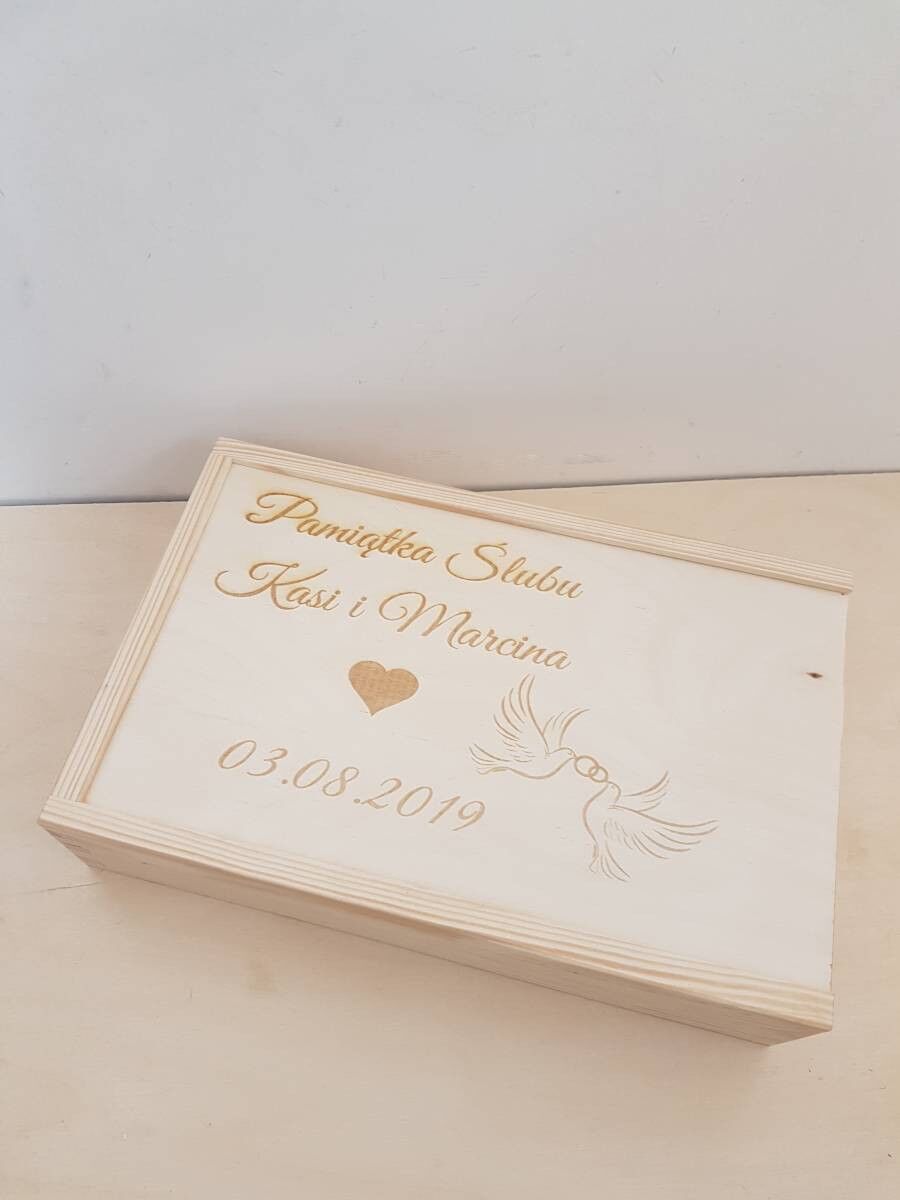 Pamiątka Ślubu
Kasi i Marcina
03.08.2019